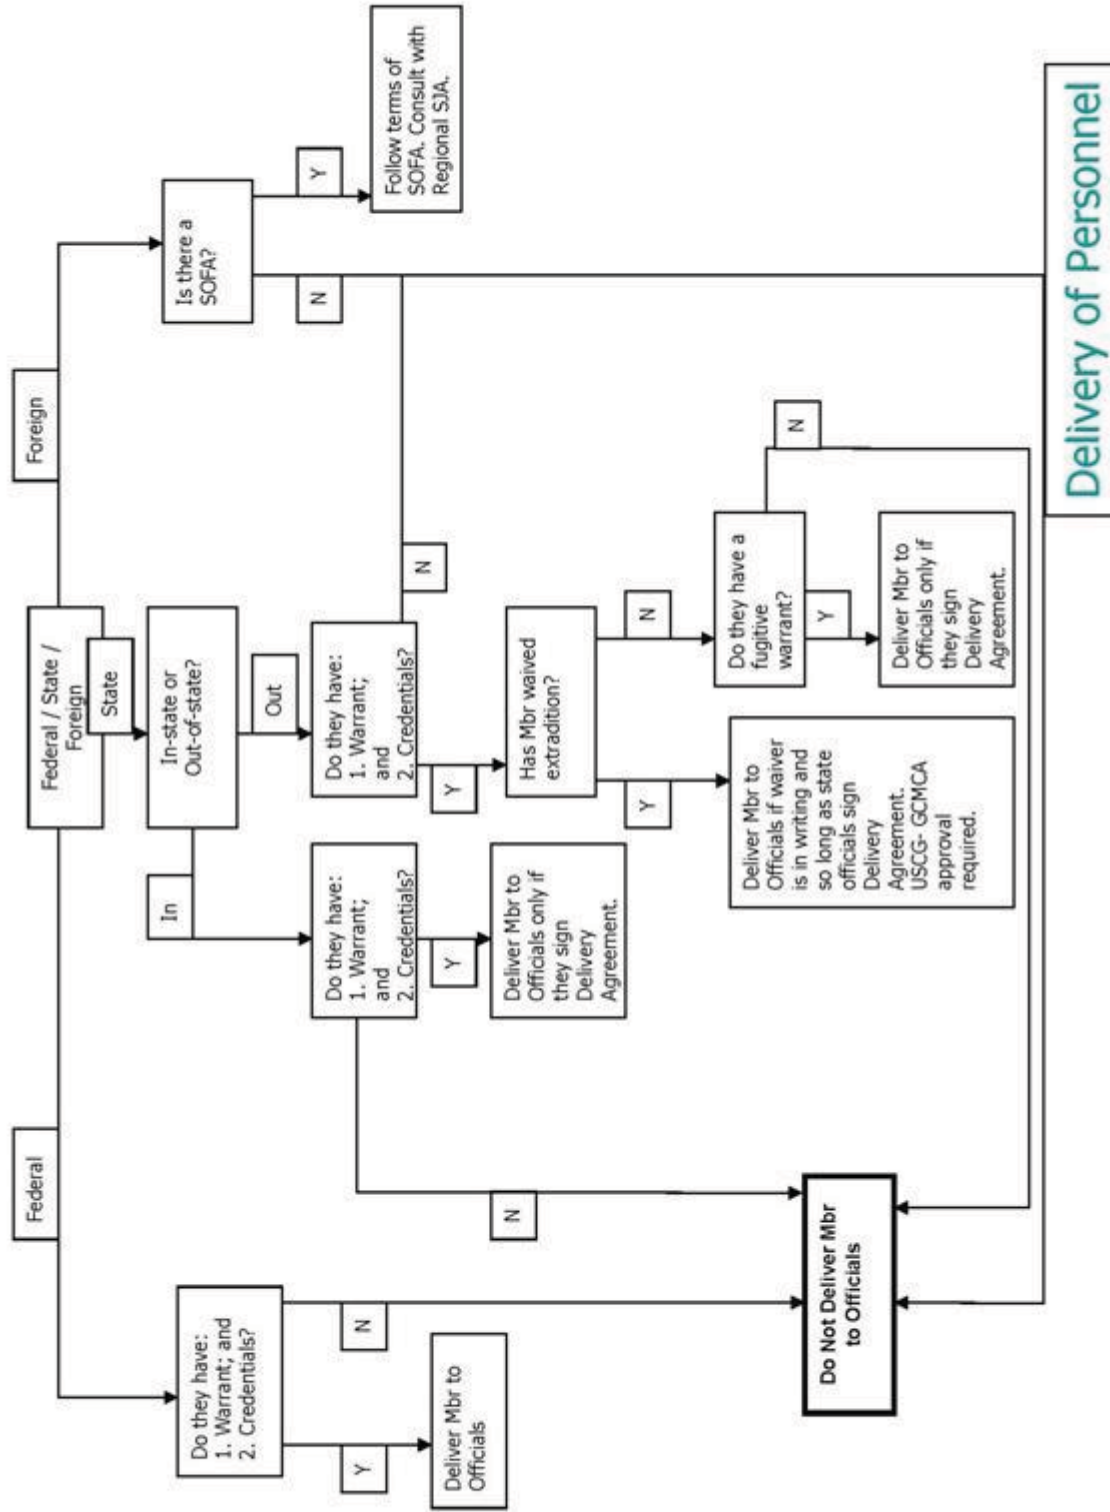 Federal
Foreign
Federal / State /
Foreign
State
Do they have:
1. Warrant; and
2. Credentials?
In-state or
Out-of-state?
Is there a
SOFA?
In
Out
N
Y
Y
N
Deliver Mbr to
Officials
Do they have:
1. Warrant;
and
2. Credentials?
Do they have:
1. Warrant;
and
2. Credentials?
Follow terms of
SOFA. Consult with
Regional SJA.
N
Y
Y
N
Deliver Mbr to
Officials only if
they sign
Delivery
Agreement.
Has Mbr waived
extradition?
Y
N
Deliver Mbr to
Officials if waiver
is in writing and
so long as state
officials sign
Delivery
Agreement.
USCG- GCMCA
approval
required.
Do they have a
fugitive
warrant?
N
Y
Do Not Deliver Mbr
to Officials
Deliver Mbr to
Officials only if
they sign
Delivery
Agreement.
Delivery of Personnel